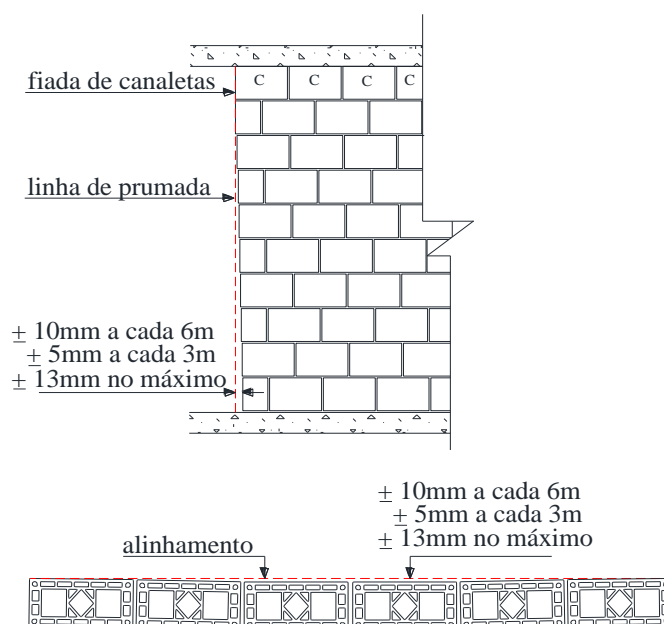 C C C C
fiada de canaletas
linha de prumada
± 10mm a cada 6m
± 5mm a cada 3m
± 13mm no máximo
± 10mm a cada 6m
± 5mm a cada 3m
± 13mm no máximo
alinhamento